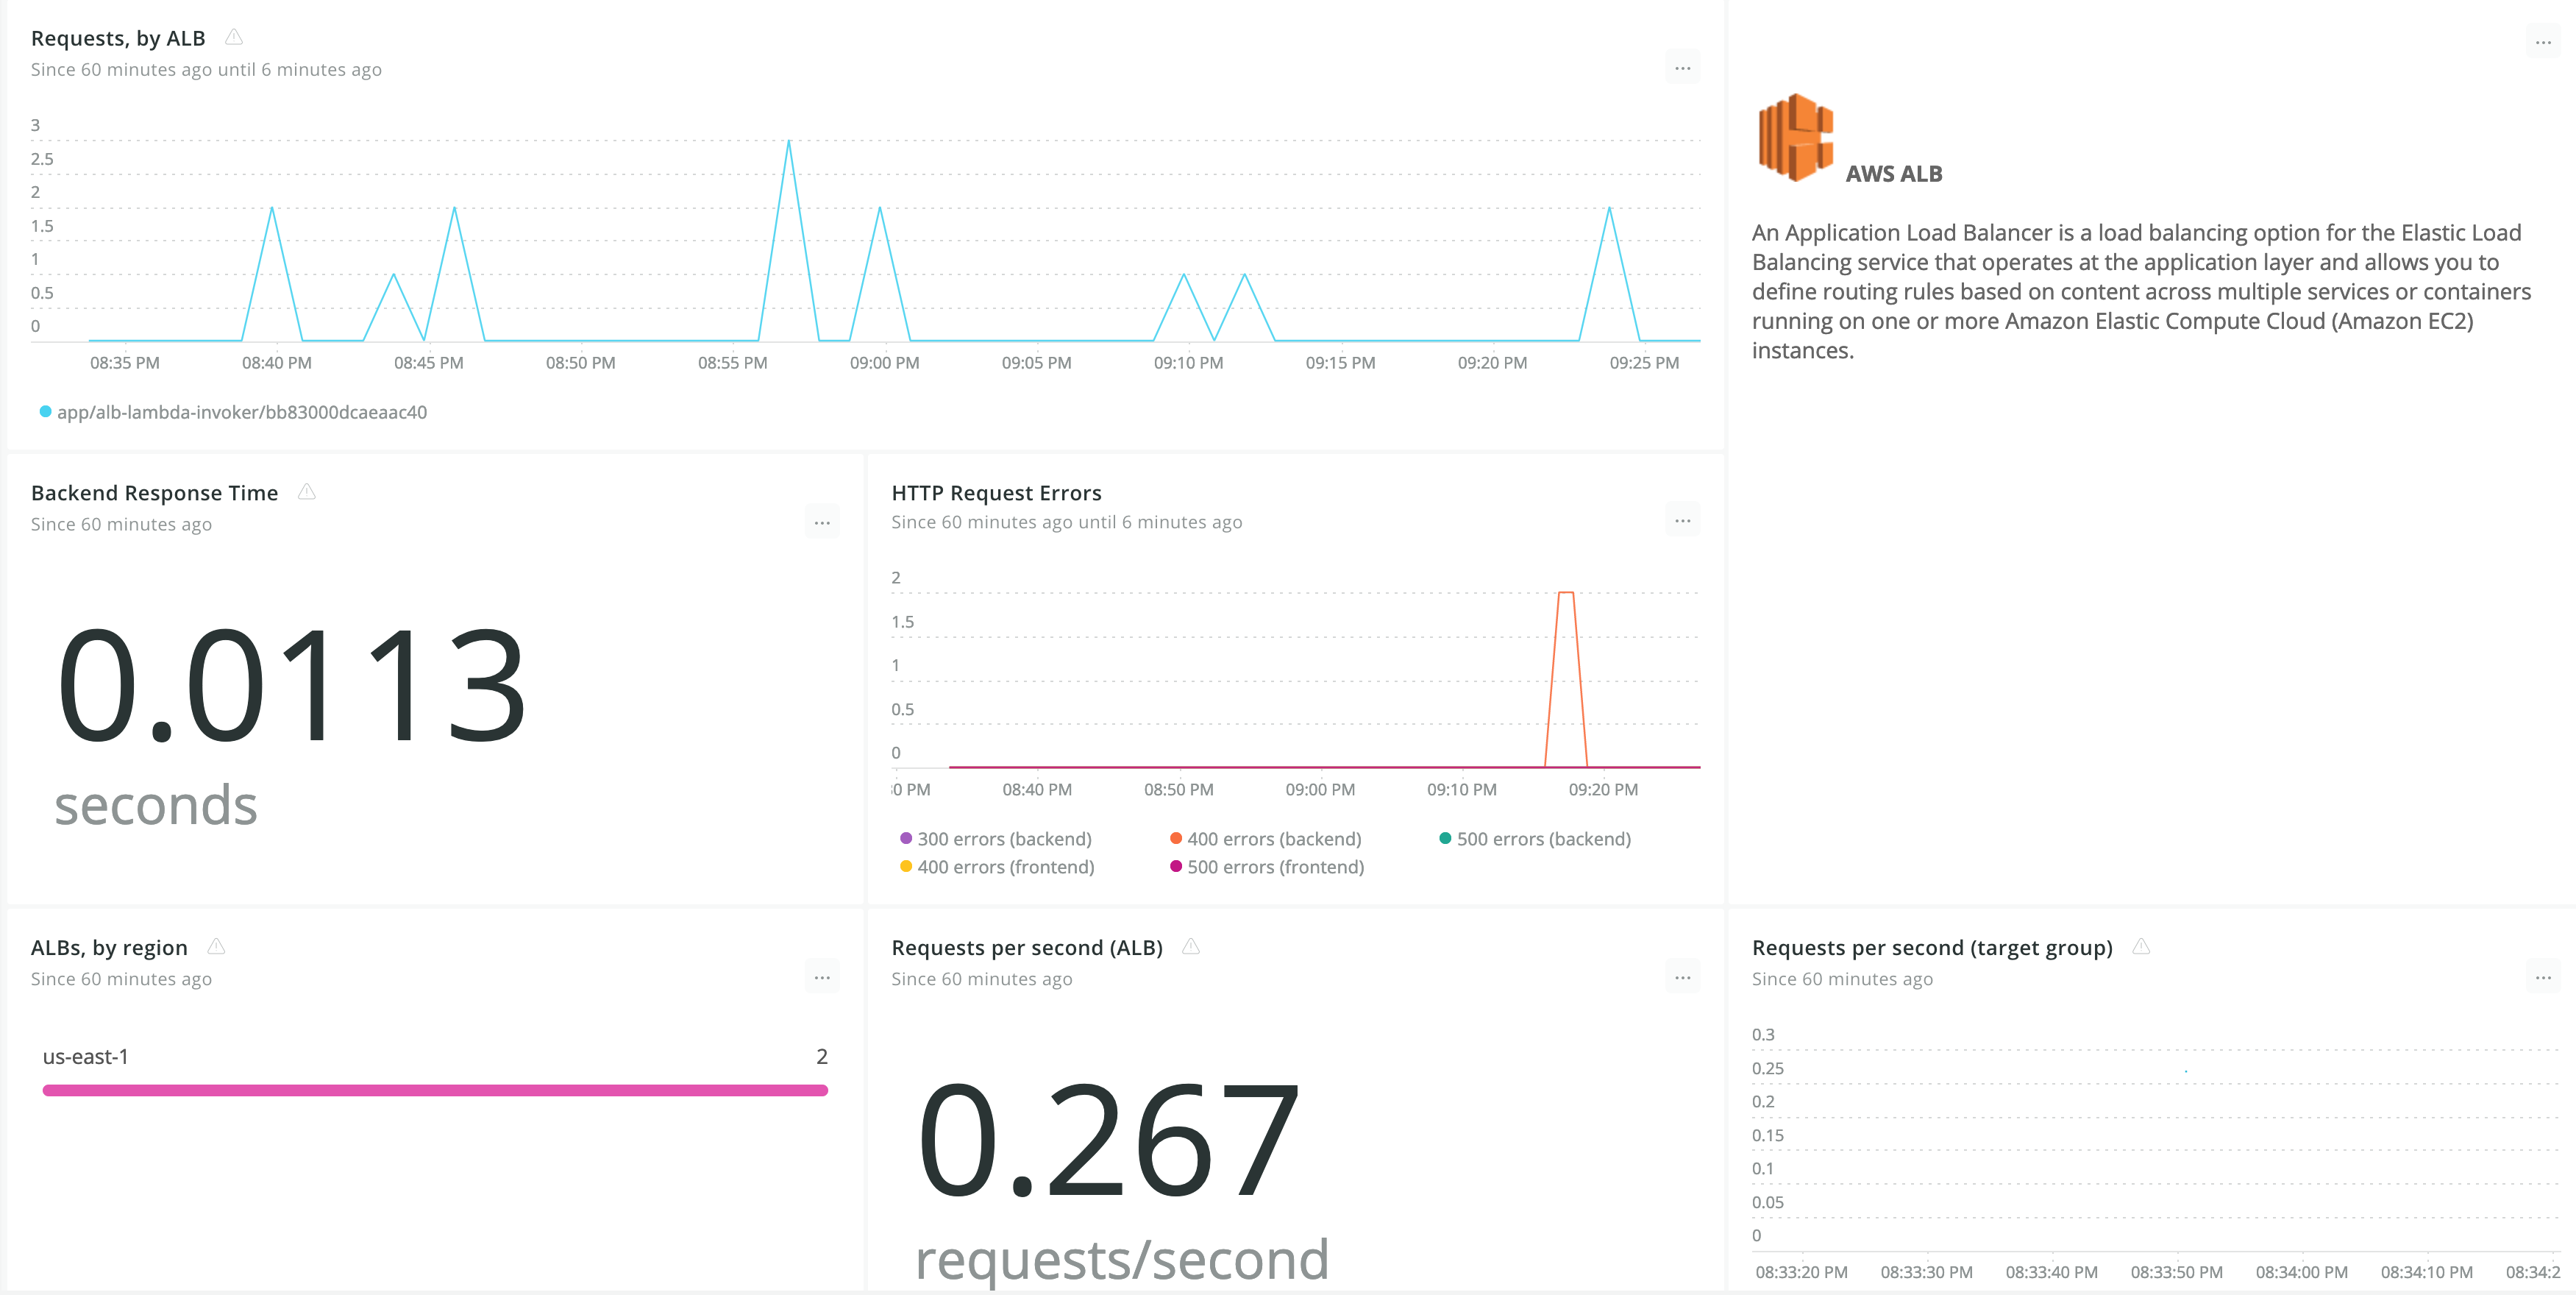 Requests, by ALB
Since 60 minutes ago until 6 minutes ago
...
3
2.5
2
1.5
1
0.5
0
08:35 PM 08:40 PM 08:45 PM 08:50 PM 08:55 PM 09:00 PM 09:05 PM 09:10 PM 09:15 PM 09:20 PM 09:25 PM
app/alb-lambda-invoker/bb83000dcaeaac40
...
AWS ALB
An Application Load Balancer is a load balancing option for the Elastic Load
Balancing service that operates at the application layer and allows you to
define routing rules based on content across multiple services or containers
running on one or more Amazon Elastic Compute Cloud (Amazon EC2)
instances.
Backend Response Time
Since 60 minutes ago
...
0.0113
seconds
HTTP Request Errors
Since 60 minutes ago until 6 minutes ago
...
2
1.5
1
0.5
0
0 PM 08:40 PM 08:50 PM 09:00 PM 09:10 PM 09:20 PM
300 errors (backend) 400 errors (backend) 500 errors (backend)
400 errors (frontend) 500 errors (frontend)
ALBs, by region
Since 60 minutes ago
...
us-east-1 2
Requests per second (ALB)
Since 60 minutes ago
...
0.267
requests/second
Requests per second (target group)
Since 60 minutes ago
...
0.3
0.25
0.2
0.15
0.1
0.05
0
08:33:20 PM 08:33:30 PM 08:33:40 PM 08:33:50 PM 08:34:00 PM 08:34:10 PM 08:34:2